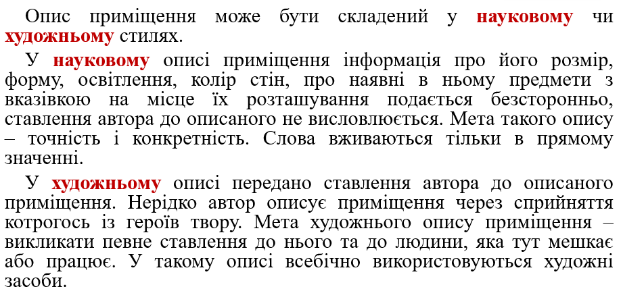 Опис приміщення може бути складений у науковому чи
художньому стилях.
У науковому описі приміщення інформація про його розмір,
форму, освітлення, колір стін, про наявні в ньому предмети з
вказівкою на місце їх розташування подається безсторонньо,
ставлення автора до описаного не висловлюється. Мета такого опису
– точність і конкретність. Слова вживаються тільки в прямому
значенні.
У художньому описі передано ставлення автора до описаного
приміщення. Нерідко автор описує приміщення через сприйняття
котрогось із героїв твору. Мета художнього опису приміщення –
викликати певне ставлення до нього та до людини, яка тут мешкає
або працює. У такому описі всебічно використовуються художні
засоби.